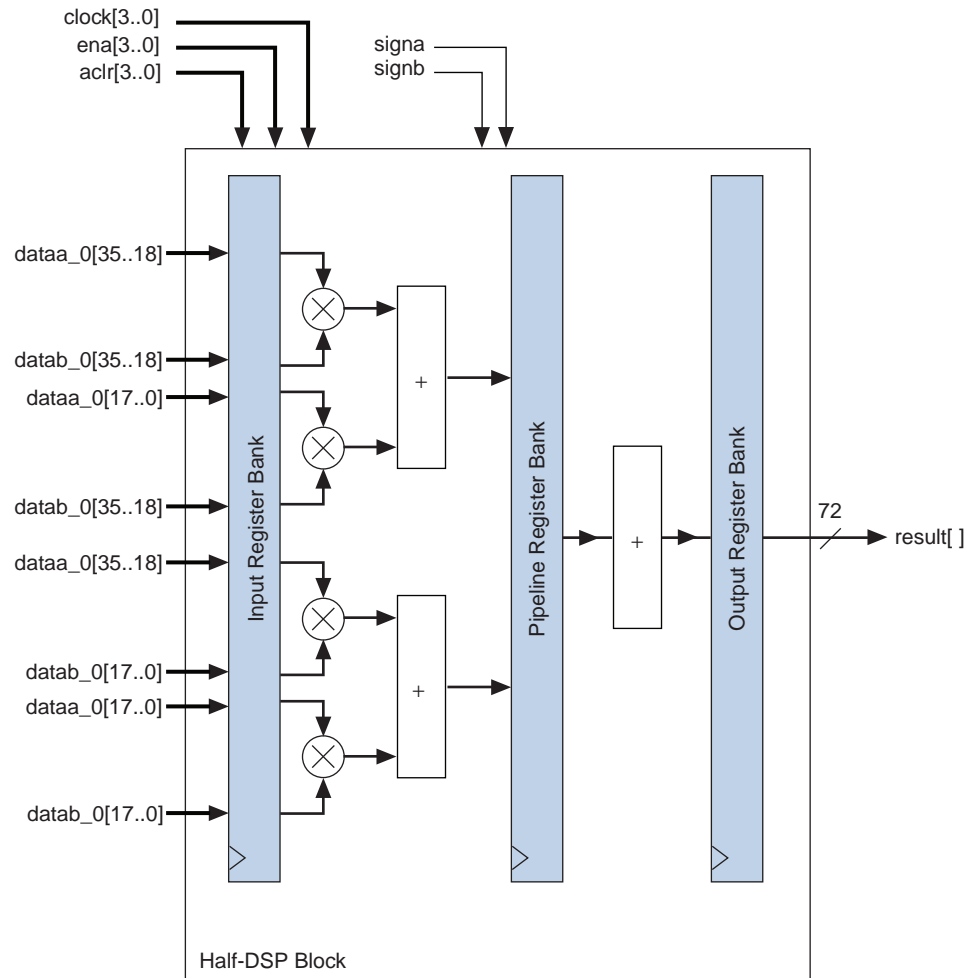 clock[3..0]
ena[3..0]
aclr[3..0]
signa
signb
dataa_0[35..18]
datab_0[35..18]
dataa_0[17..0]
datab_0[35..18]
dataa_0[35..18]
datab_0[17..0]
dataa_0[17..0]
datab_0[17..0]
Input Register Bank
+
+
Pipeline Register Bank
+
Output Register Bank
72
result[ ]
Half-DSP Block